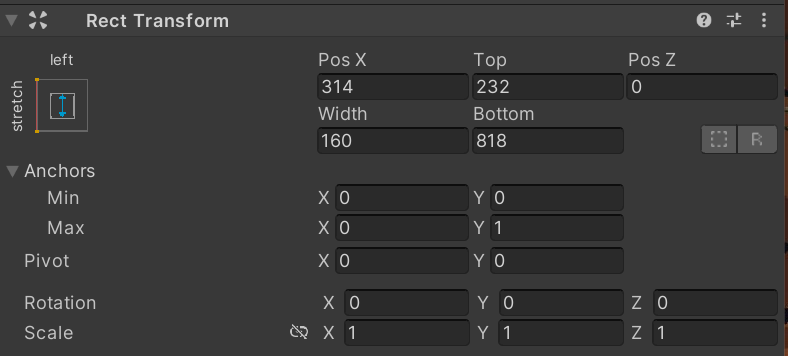 Rect Transform
left
stretch
Pos X Top Pos Z
314 232 0
Width Bottom
160 818
R
Anchors
Min X 0 Y 0
Max X 0 Y 1
Pivot X 0 Y 0
Rotation X 0 Y 0 Z 0
Scale X 1 Y 1 Z 1